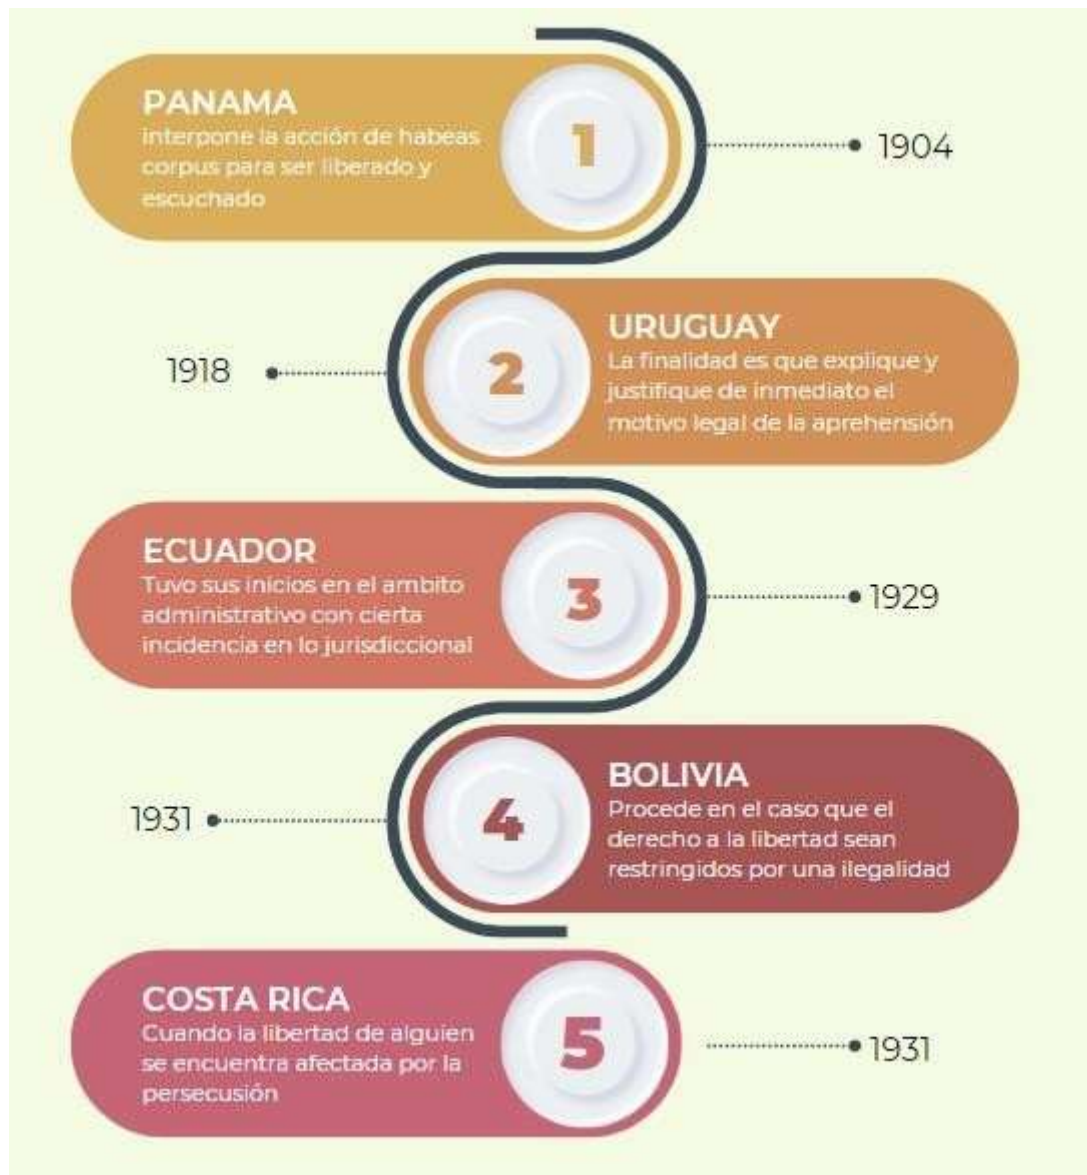 PANAMA
interpone la acción de habeas
corpus para ser liberado y
escuchado
1
1904
1918
2
URUGUAY
La finalidad es que explique y
justifique de inmediato el
motivo legal de la aprehensión
ECUADOR
Tuvo sus inicios en el ambito
administrativo con cierta
incidencia en lo jurisdiccional
3
1929
1931
4
BOLIVIA
Procede en el caso que el
derecho a la libertad sean
restringidos por una ilegalidad
COSTA RICA
Cuando la libertad de alguien
se encuentra afectada por la
persecusión
5
1931